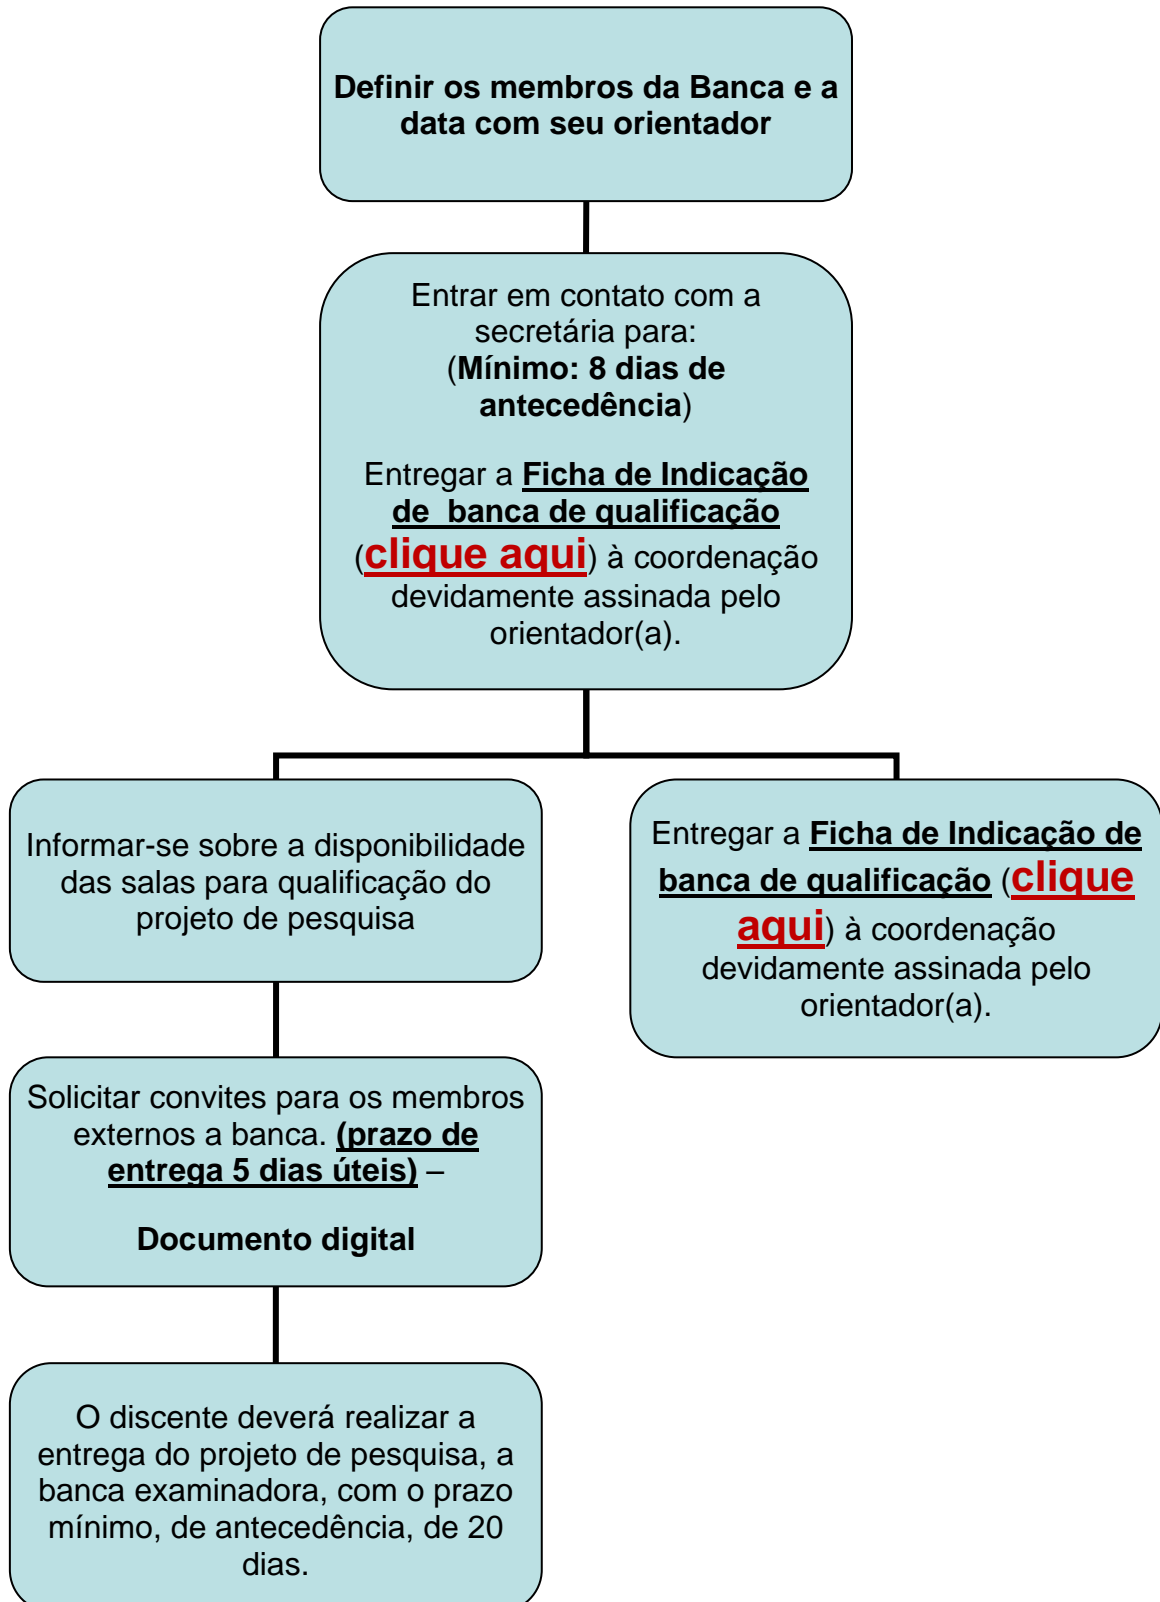 Definir os membros da Banca e a
data com seu orientador
Entrar em contato com a
secretária para:
(Mínimo: 8 dias de
antecedência)
Entregar a Ficha de Indicação
de  banca de qualificação
(clique aqui) à coordenação
devidamente assinada pelo
orientador(a).
Informar-se sobre a disponibilidade
das salas para qualificação do
projeto de pesquisa
Entregar a Ficha de Indicação de
banca de qualificação (clique
aqui) à coordenação
devidamente assinada pelo
orientador(a).
Solicitar convites para os membros
externos a banca. (prazo de
entrega 5 dias úteis) –
Documento digital
O discente deverá realizar a
entrega do projeto de pesquisa, a
banca examinadora, com o prazo
mínimo, de antecedência, de 20
dias.